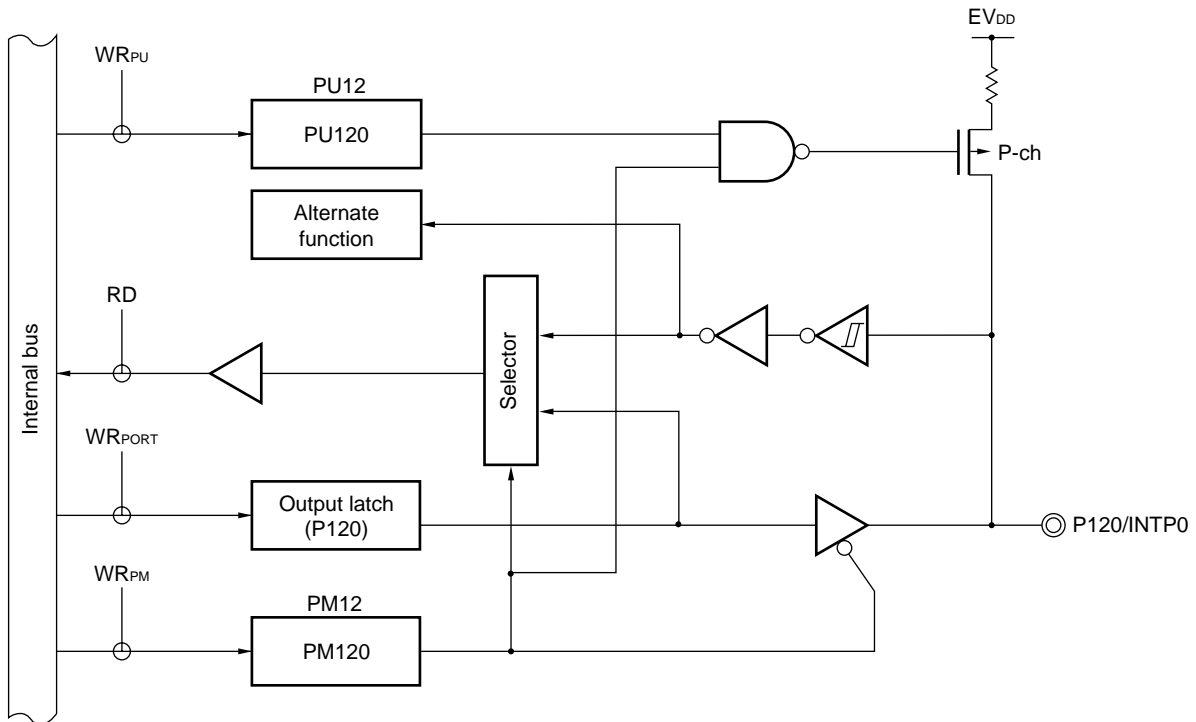 EVDD
WRPU
PU12
PU120
P-ch
Alternate
function
RD
Internal bus
Selector
WRPORT
Output latch
(P120)
P120/INTP0
WRPM
PM12
PM120